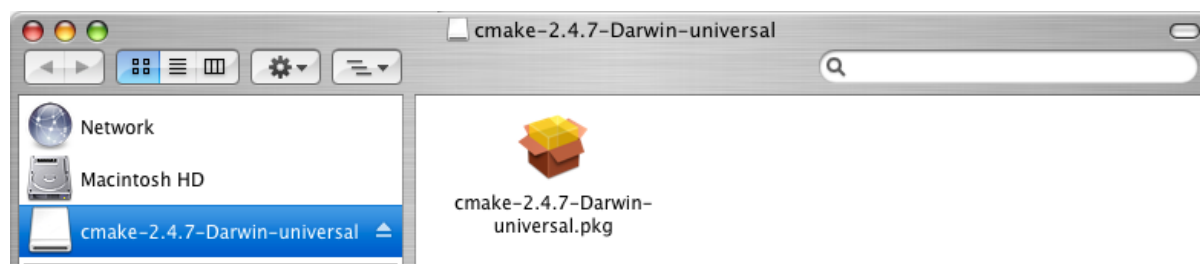 cmake-2.4.7-Darwin-universal
Network
Macintosh HD
cmake-2.4.7-Darwin-universal
cmake-2.4.7-Darwin-
universal.pkg